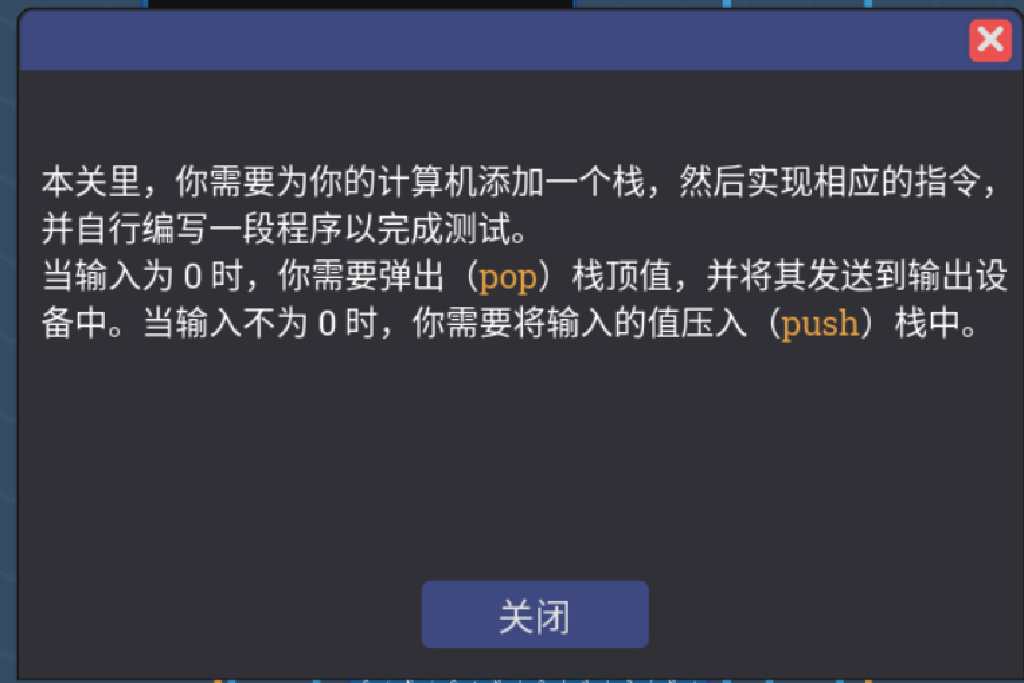 本关里，你需要为你的计算机添加一个栈，然后实现相应的指令，
并自行编写一段程序以完成测试。
当输入为 0 时，你需要弹出（pop）栈顶值，并将其发送到输出设
备中。当输入不为 0 时，你需要将输入的值压入（push）栈中。
关闭